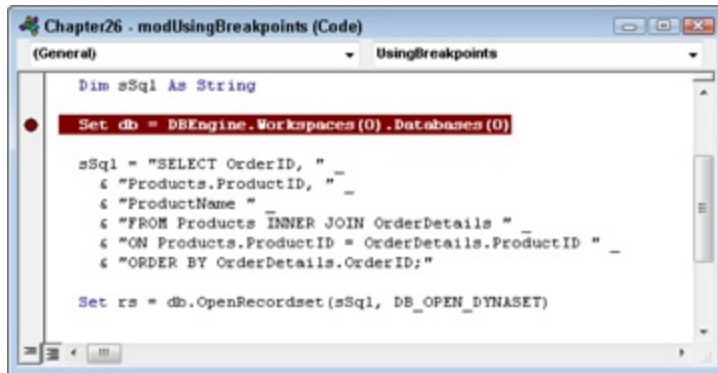 Chapter26 - modUsingBreakpoints (Code)
(General) UsingBreakpoints
Dim sSql As String
Set db = DBEngine.Workspaces(0).Databases(0)
sSql = "SELECT OrderID, " _
& "Products.ProductID, " _
& "ProductName " _
& "FROM Products INNER JOIN OrderDetails " _
& "ON Products.ProductID = OrderDetails.ProductID " _
& "ORDER BY OrderDetails.OrderID;"
Set rs = db.OpenRecordset(sSql, DB_OPEN_DYNASET)